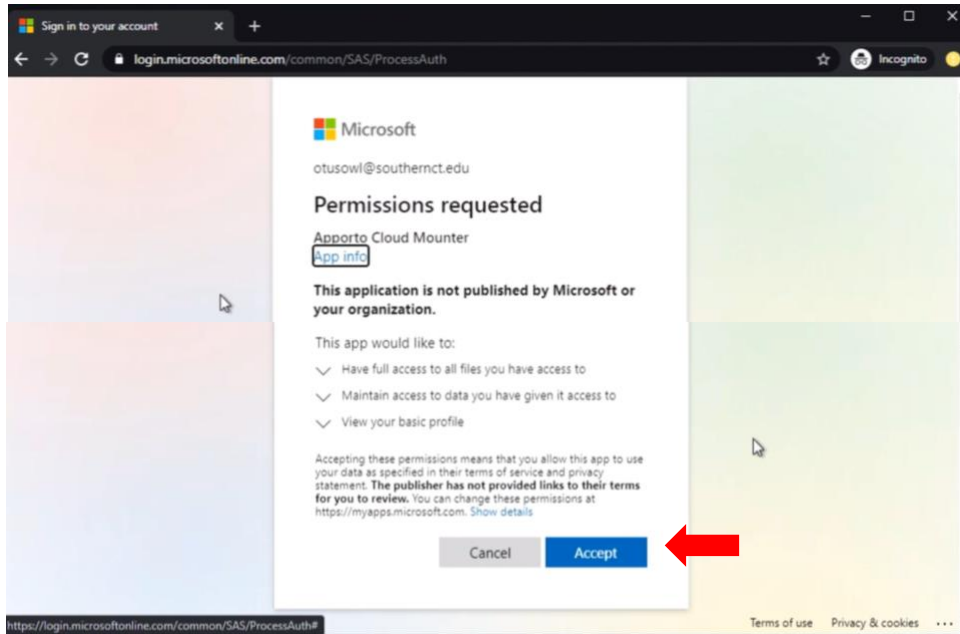 Sign in to your account
login.microsoftonline.com/common/SAS/ProcessAuth
Incognito
Microsoft
otusowl@southernct.edu
Permissions requested
Apporto Cloud Mounter
App info
This application is not published by Microsoft or
your organization.
This app would like to:
Have full access to all files you have access to
Maintain access to data you have given it access to
View your basic profile
Accepting these permissions means that you allow this app to use
your data as specified in their terms of service and privacy
statement. The publisher has not provided links to their terms
for you to review. You can change these permissions at
https://myapps.microsoft.com. Show details
Cancel Accept
https://login.microsoftonline.com/common/SAS/ProcessAuth#
Terms of use Privacy & cookies ...